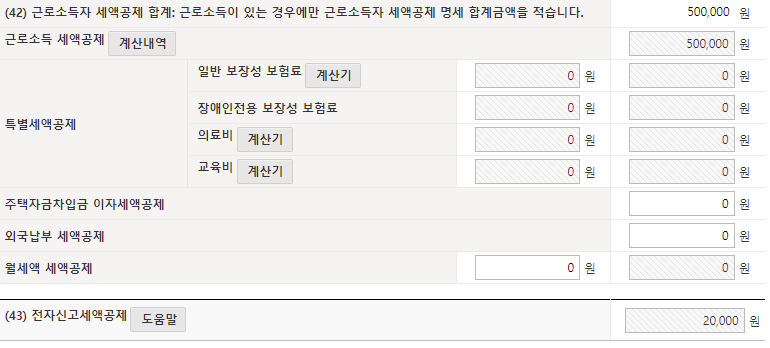 (42) 근로소득자 세액공제 합계: 근로소득이 있는 경우에만 근로소득자 세액공제 명세 합계금액을 적습니다. 500,000 원
근로소득 세액공제 계산내역 500,000 원
특별세액공제
일반 보장성 보험료 계산기 0 원 0 원
장애인전용 보장성 보험료 0 원 0 원
의료비 계산기 0 원 0 원
교육비 계산기 0 원 0 원
주택자금차입금 이자세액공제 0 원
외국납부 세액공제 0 원
월세액 세액공제 0 원 0 원
(43) 전자신고세액공제 도움말 20,000 원